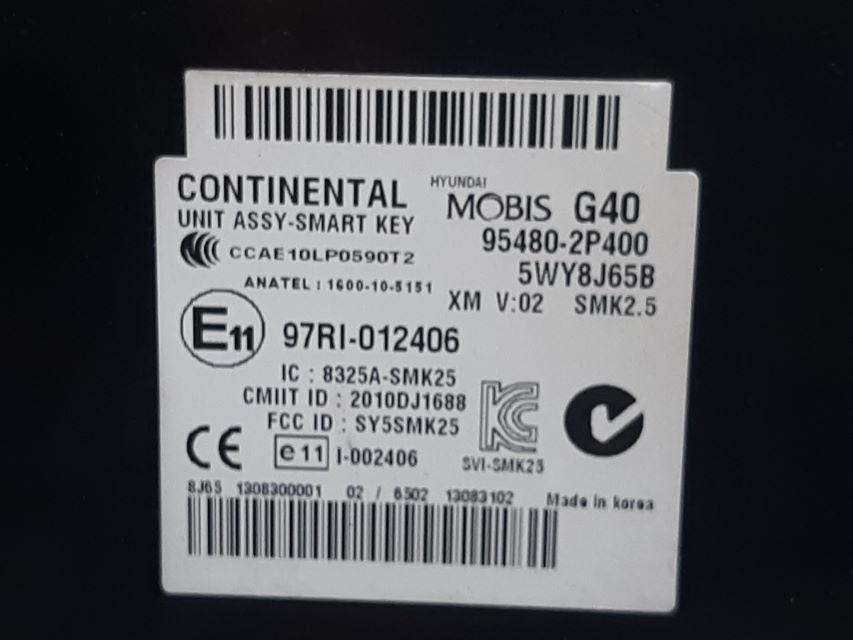 CONTINENTAL
UNIT ASSY-SMART KEY
HYUNDAI
MOBIS G40
95480-2P400
5WY8J65B
XM V:02 SMK2.5
CCAE10LP0590T2
ANATEL : 1600-10-5151
E11 97RI-012406
IC : 8325A-SMK25
CMIIT ID : 2010DJ1688
FCC ID : SY5SMK25
CE e11 I-002406
KC
SVI-SMK25
8J65 1308300001 02 / 6502 13083102 Made in korea